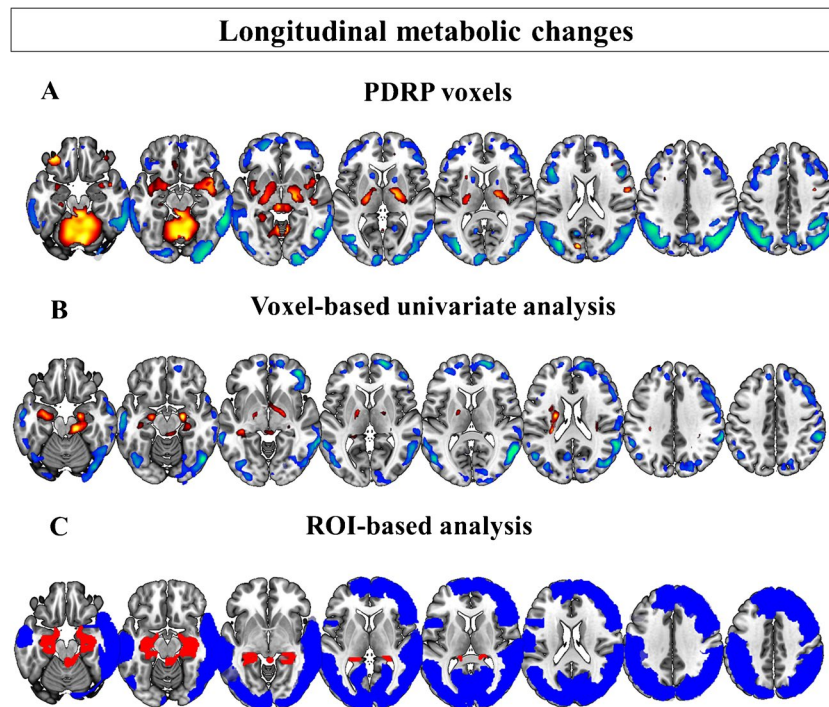 Longitudinal metabolic changes
A
PDRP voxels
B
Voxel-based univariate analysis
C
ROI-based analysis